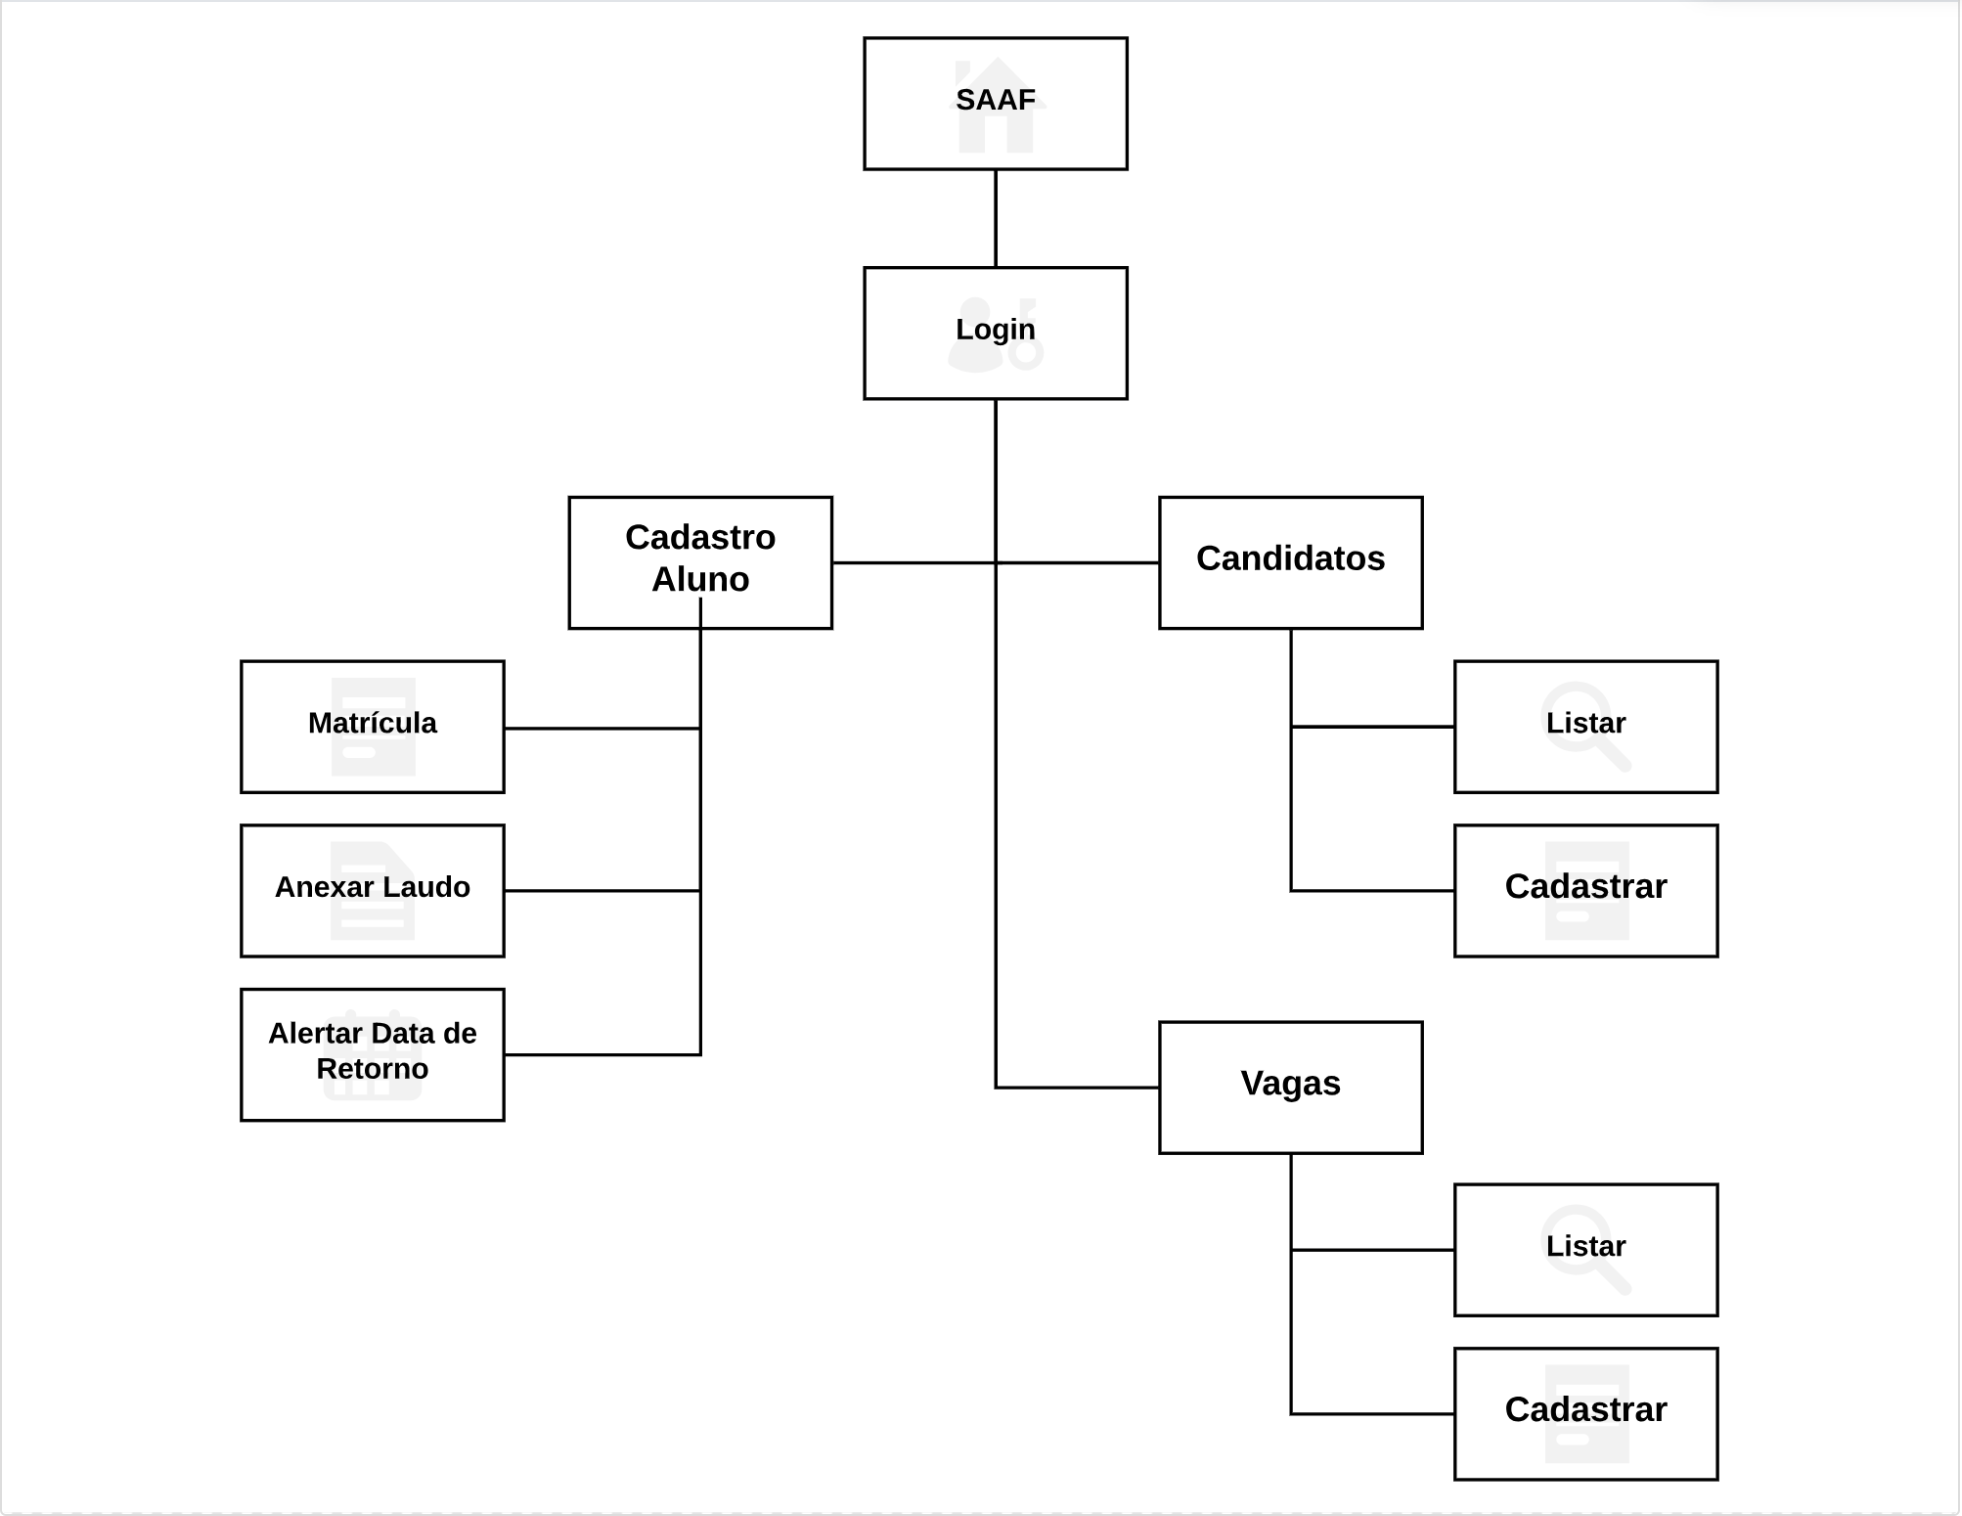 SAAF
Login
Cadastro
Aluno
Candidatos
Matrícula
Listar
Anexar Laudo
Cadastrar
Alertar Data de
Retorno
Vagas
Listar
Cadastrar